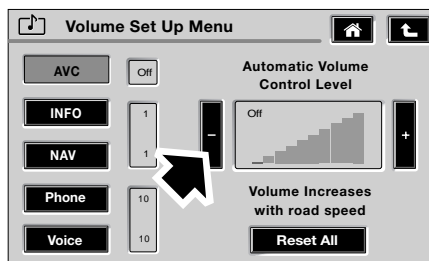 Volume Set Up Menu
AVC
Off
Automatic Volume
Control Level
INFO
1
-
Off
+
NAV
1
Phone
10
Volume Increases
with road speed
Voice
10
Reset All